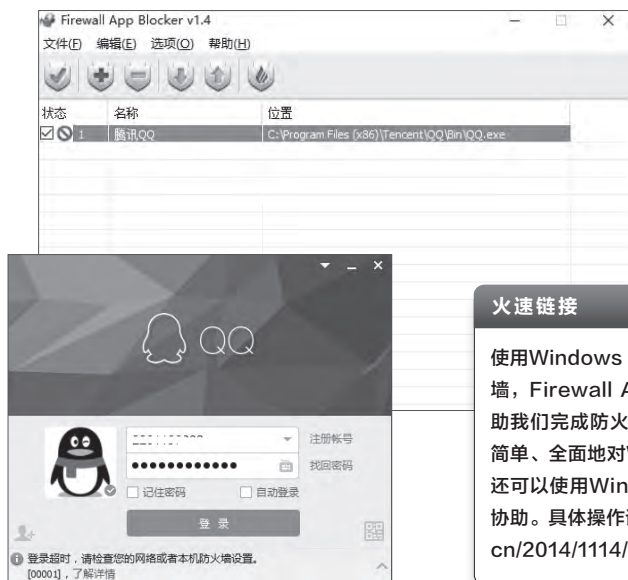 Firewall App Blocker v1.4
文件(F) 编辑(E) 选项(O) 帮助(H)
状态 名称 位置
1 腾讯QQ C:\Program Files (x86)\Tencent\QQ\Bin\QQ.exe
QQ
注册帐号
找回密码
记住密码 自动登录
登 录
登录超时，请检查您的网络或者本机防火墙设置。
[00001]，了解详情
火速链接
使用Windows
墙，Firewall A
助我们完成防火
简单、全面地对
还可以使用Win
协助。具体操作
cn/2014/1114/